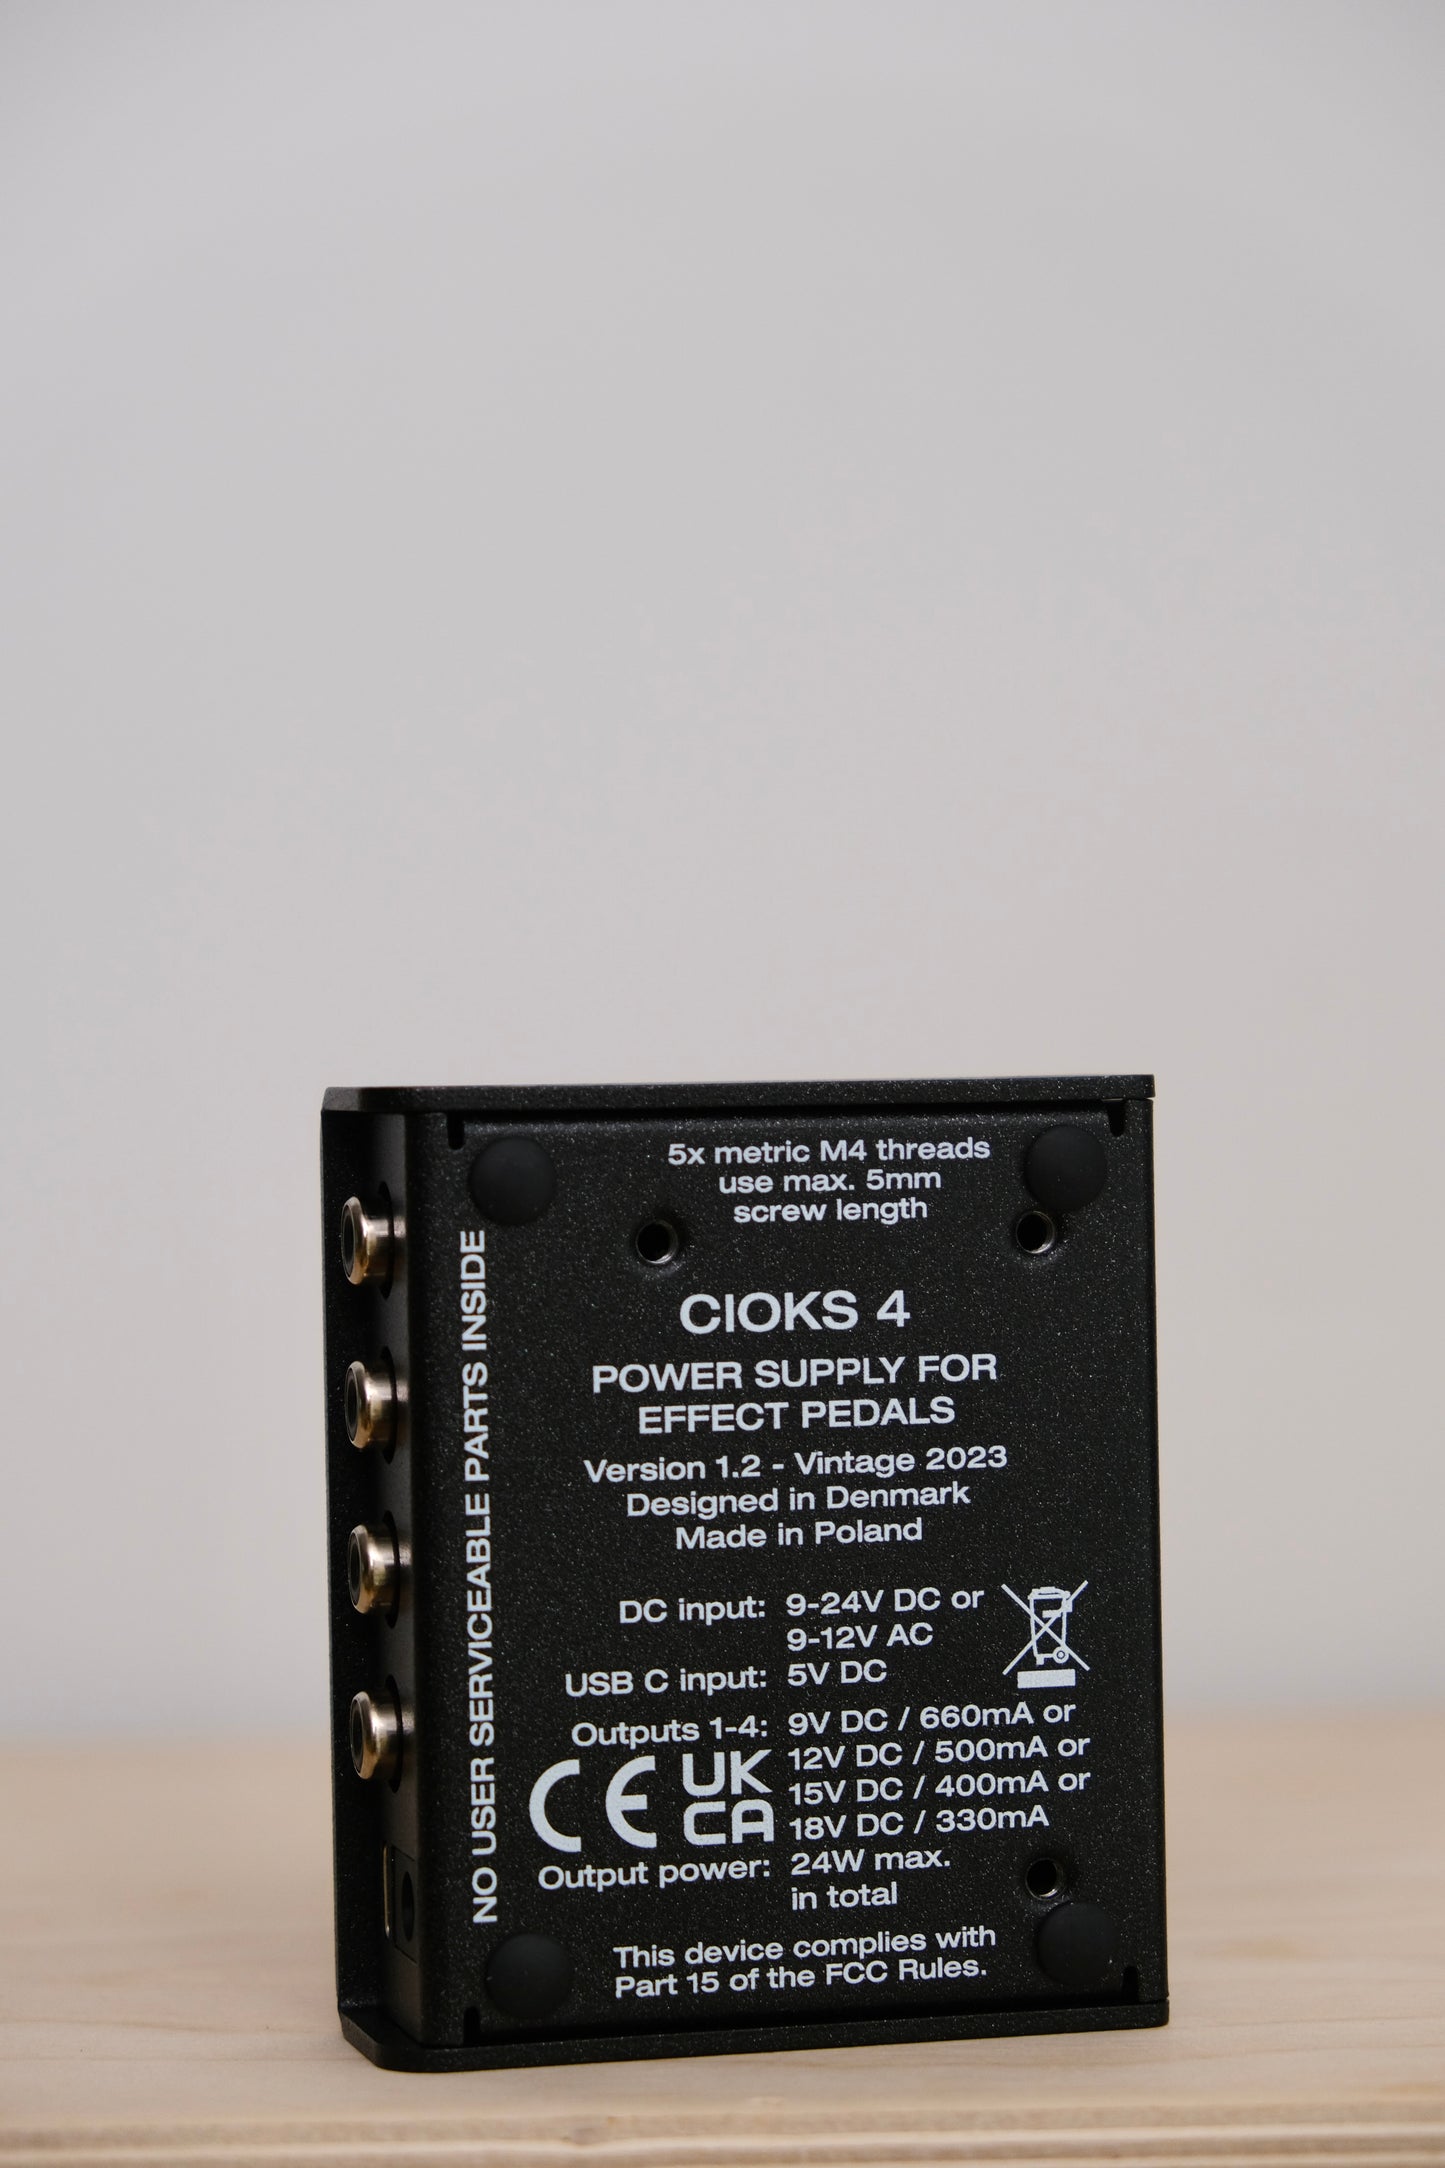 5x metric M4 threads
use max. 5mm
screw length
NO USER SERVICEABLE PARTS INSIDE
CIOKS 4
POWER SUPPLY FOR
EFFECT PEDALS
Version 1.2 - Vintage 2023
Designed in Denmark
Made in Poland
DC input: 9-24V DC or
9-12V AC
USB C input: 5V DC
Outputs 1-4: 9V DC / 660mA or
12V DC / 500mA or
15V DC / 400mA or
18V DC / 330mA
CE UK
CA
Output power: 24W max.
in total
This device complies with
Part 15 of the FCC Rules.